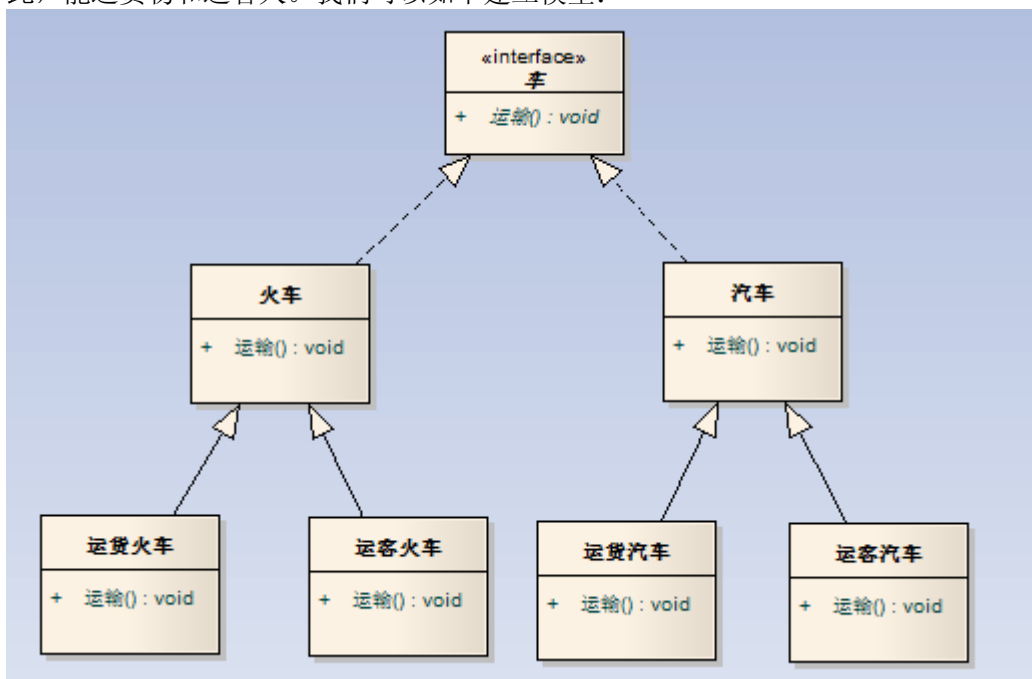 «interface»
车
+ 运输() : void
火车
+ 运输() : void
汽车
+ 运输() : void
运货火车
+ 运输() : void
运客火车
+ 运输() : void
运货汽车
+ 运输() : void
运客汽车
+ 运输() : void